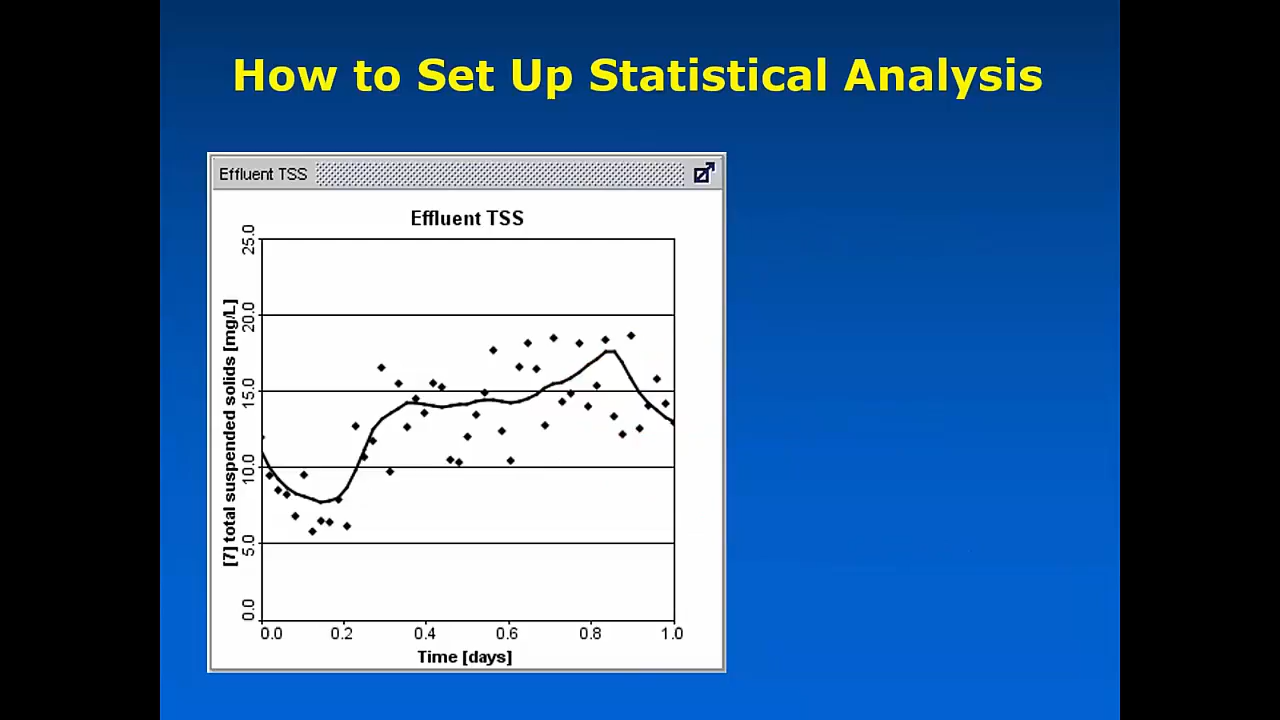 How to Set Up Statistical Analysis
Effluent TSS
Effluent TSS
[7] total suspended solids [mg/L]
25.0
20.0
15.0
10.0
5.0
0.0
0.0 0.2 0.4 0.6 0.8 1.0
Time [days]